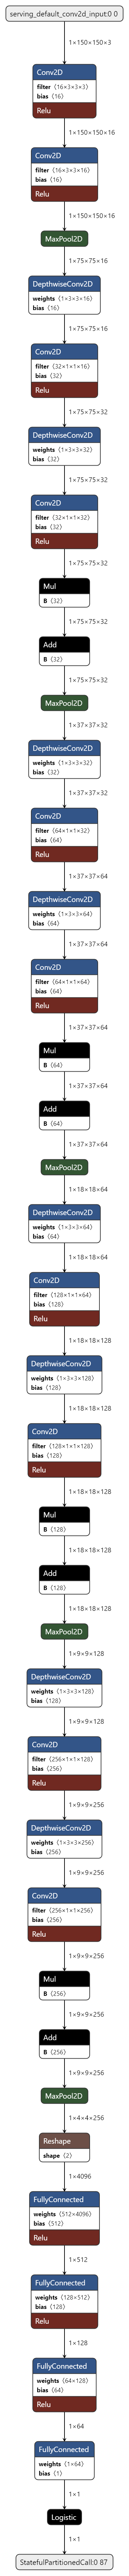 serving_default_conv2d_input:0 0
1×150×150×3
Conv2D
filter ⟨16×3×3×3⟩
bias ⟨16⟩
Relu
1×150×150×16
Conv2D
filter ⟨16×3×3×16⟩
bias ⟨16⟩
Relu
1×150×150×16
MaxPool2D
1×75×75×16
DepthwiseConv2D
weights ⟨1×3×3×16⟩
bias ⟨16⟩
1×75×75×16
Conv2D
filter ⟨32×1×1×16⟩
bias ⟨32⟩
Relu
1×75×75×32
DepthwiseConv2D
weights ⟨1×3×3×32⟩
bias ⟨32⟩
1×75×75×32
Conv2D
filter ⟨32×1×1×32⟩
bias ⟨32⟩
Relu
1×75×75×32
Mul
B ⟨32⟩
1×75×75×32
Add
B ⟨32⟩
1×75×75×32
MaxPool2D
1×37×37×32
DepthwiseConv2D
weights ⟨1×3×3×32⟩
bias ⟨32⟩
1×37×37×32
Conv2D
filter ⟨64×1×1×32⟩
bias ⟨64⟩
Relu
1×37×37×64
DepthwiseConv2D
weights ⟨1×3×3×64⟩
bias ⟨64⟩
1×37×37×64
Conv2D
filter ⟨64×1×1×64⟩
bias ⟨64⟩
Relu
1×37×37×64
Mul
B ⟨64⟩
1×37×37×64
Add
B ⟨64⟩
1×37×37×64
MaxPool2D
1×18×18×64
DepthwiseConv2D
weights ⟨1×3×3×64⟩
bias ⟨64⟩
1×18×18×64
Conv2D
filter ⟨128×1×1×64⟩
bias ⟨128⟩
Relu
1×18×18×128
DepthwiseConv2D
weights ⟨1×3×3×128⟩
bias ⟨128⟩
1×18×18×128
Conv2D
filter ⟨128×1×1×128⟩
bias ⟨128⟩
Relu
1×18×18×128
Mul
B ⟨128⟩
1×18×18×128
Add
B ⟨128⟩
1×18×18×128
MaxPool2D
1×9×9×128
DepthwiseConv2D
weights ⟨1×3×3×128⟩
bias ⟨128⟩
1×9×9×128
Conv2D
filter ⟨256×1×1×128⟩
bias ⟨256⟩
Relu
1×9×9×256
DepthwiseConv2D
weights ⟨1×3×3×256⟩
bias ⟨256⟩
1×9×9×256
Conv2D
filter ⟨256×1×1×256⟩
bias ⟨256⟩
Relu
1×9×9×256
Mul
B ⟨256⟩
1×9×9×256
Add
B ⟨256⟩
1×9×9×256
MaxPool2D
1×4×4×256
Reshape
shape ⟨2⟩
1×4096
FullyConnected
weights ⟨512×4096⟩
bias ⟨512⟩
Relu
1×512
FullyConnected
weights ⟨128×512⟩
bias ⟨128⟩
Relu
1×128
FullyConnected
weights ⟨64×128⟩
bias ⟨64⟩
Relu
1×64
FullyConnected
weights ⟨1×64⟩
bias ⟨1⟩
1×1
Logistic
1×1
StatefulPartitionedCall:0 87